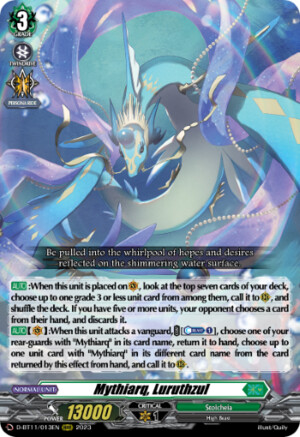 3
GRADE
PERSONA RIDE
Be pulled into the whirlpool of hopes and desires
reflected on the shimmering water surface.
AUTO :When this unit is placed on , look at the top seven cards of your deck,
choose up to one grade 3 or less unit card from among them, call it to , and
shuffle the deck. If you have five or more units, your opponent chooses a card
from their hand, and discards it.
AUTO【 】:When this unit attacks a vanguard, , choose one of your
rear-guards with "Mythiarq" in its card name, return it to hand, choose up to
one unit card with "Mythiarq" in its different card name from the card
returned by this effect from hand, and call it to .
NORMAL UNIT
Mythiarq, Luruthzul
POWER 13000
CRITICAL
1
Stoicheia
High Beast
D-BT11/013EN RRR 2023